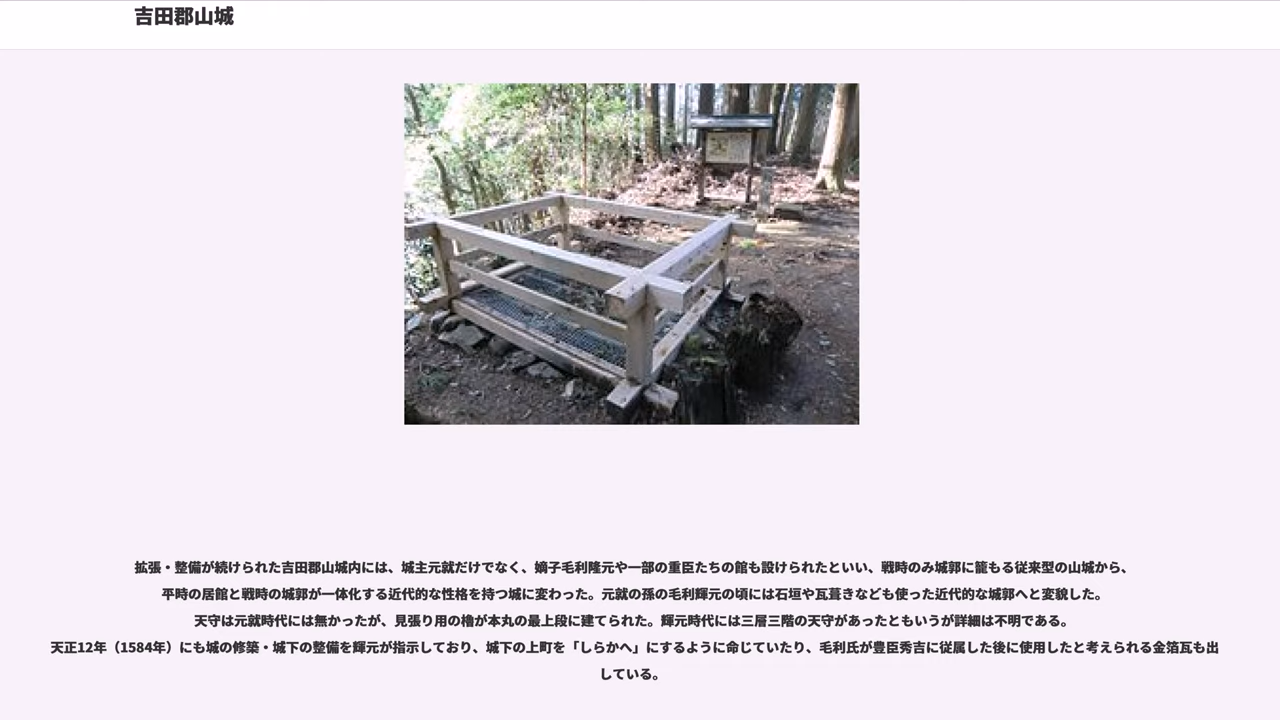 吉田郡山城
拡張・整備が続けられた吉田郡山城内には、城主元就だけでなく、嫡子毛利隆元や一部の重臣たちの館も設けられたといい、戦時のみ城郭に籠もる従来型の山城から、
平時の居館と戦時の城郭が一体化する近代的な性格を持つ城に変わった。元就の孫の毛利輝元の頃には石垣や瓦葺きなども使った近代的な城郭へと変貌した。
天守は元就時代には無かったが、見張り用の櫓が本丸の最上段に建てられた。輝元時代には三層三階の天守があったともいうが詳細は不明である。
天正12年（1584年）にも城の修築・城下の整備を輝元が指示しており、城下の上町を「しらかへ」にするように命じていたり、毛利氏が豊臣秀吉に従属した後に使用したと考えられる金箔瓦も出
している。